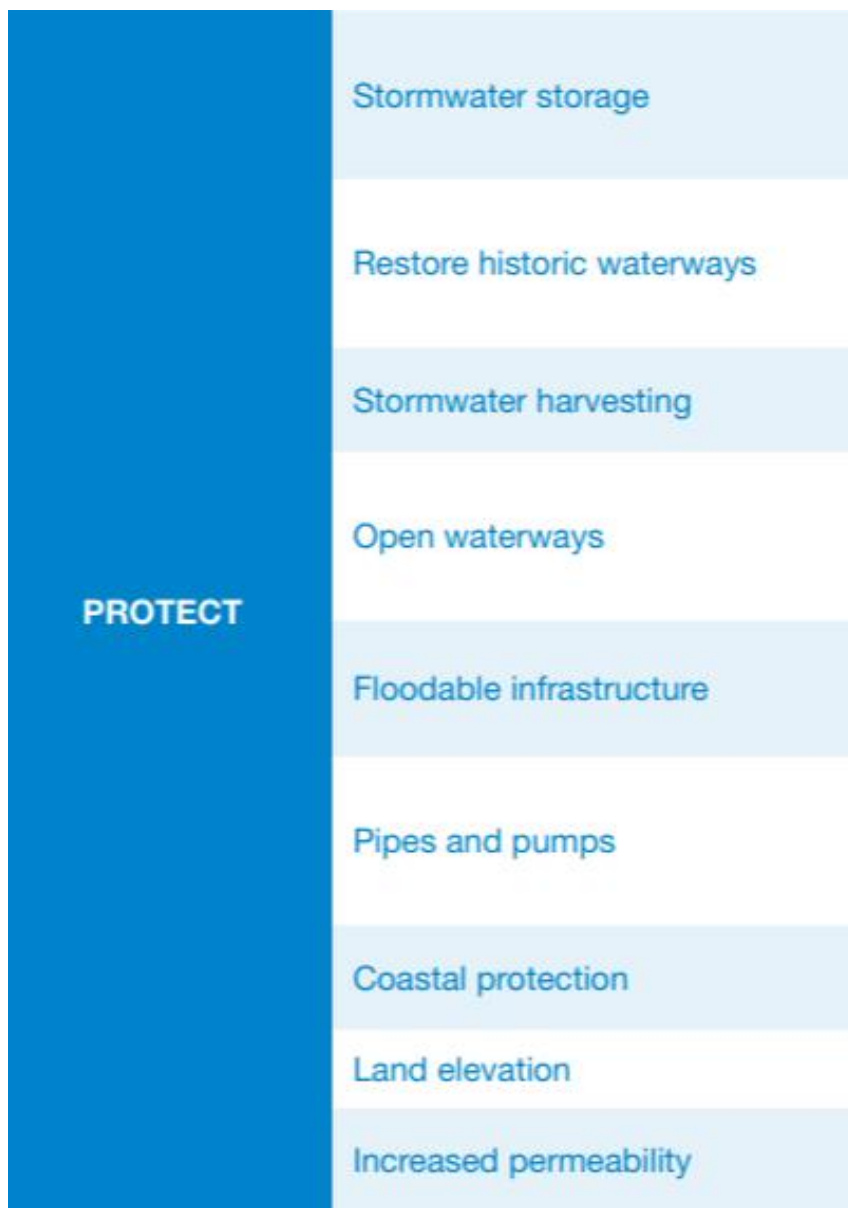 PROTECT
Stormwater storage
Restore historic waterways
Stormwater harvesting
Open waterways
Floodable infrastructure
Pipes and pumps
Coastal protection
Land elevation
Increased permeability